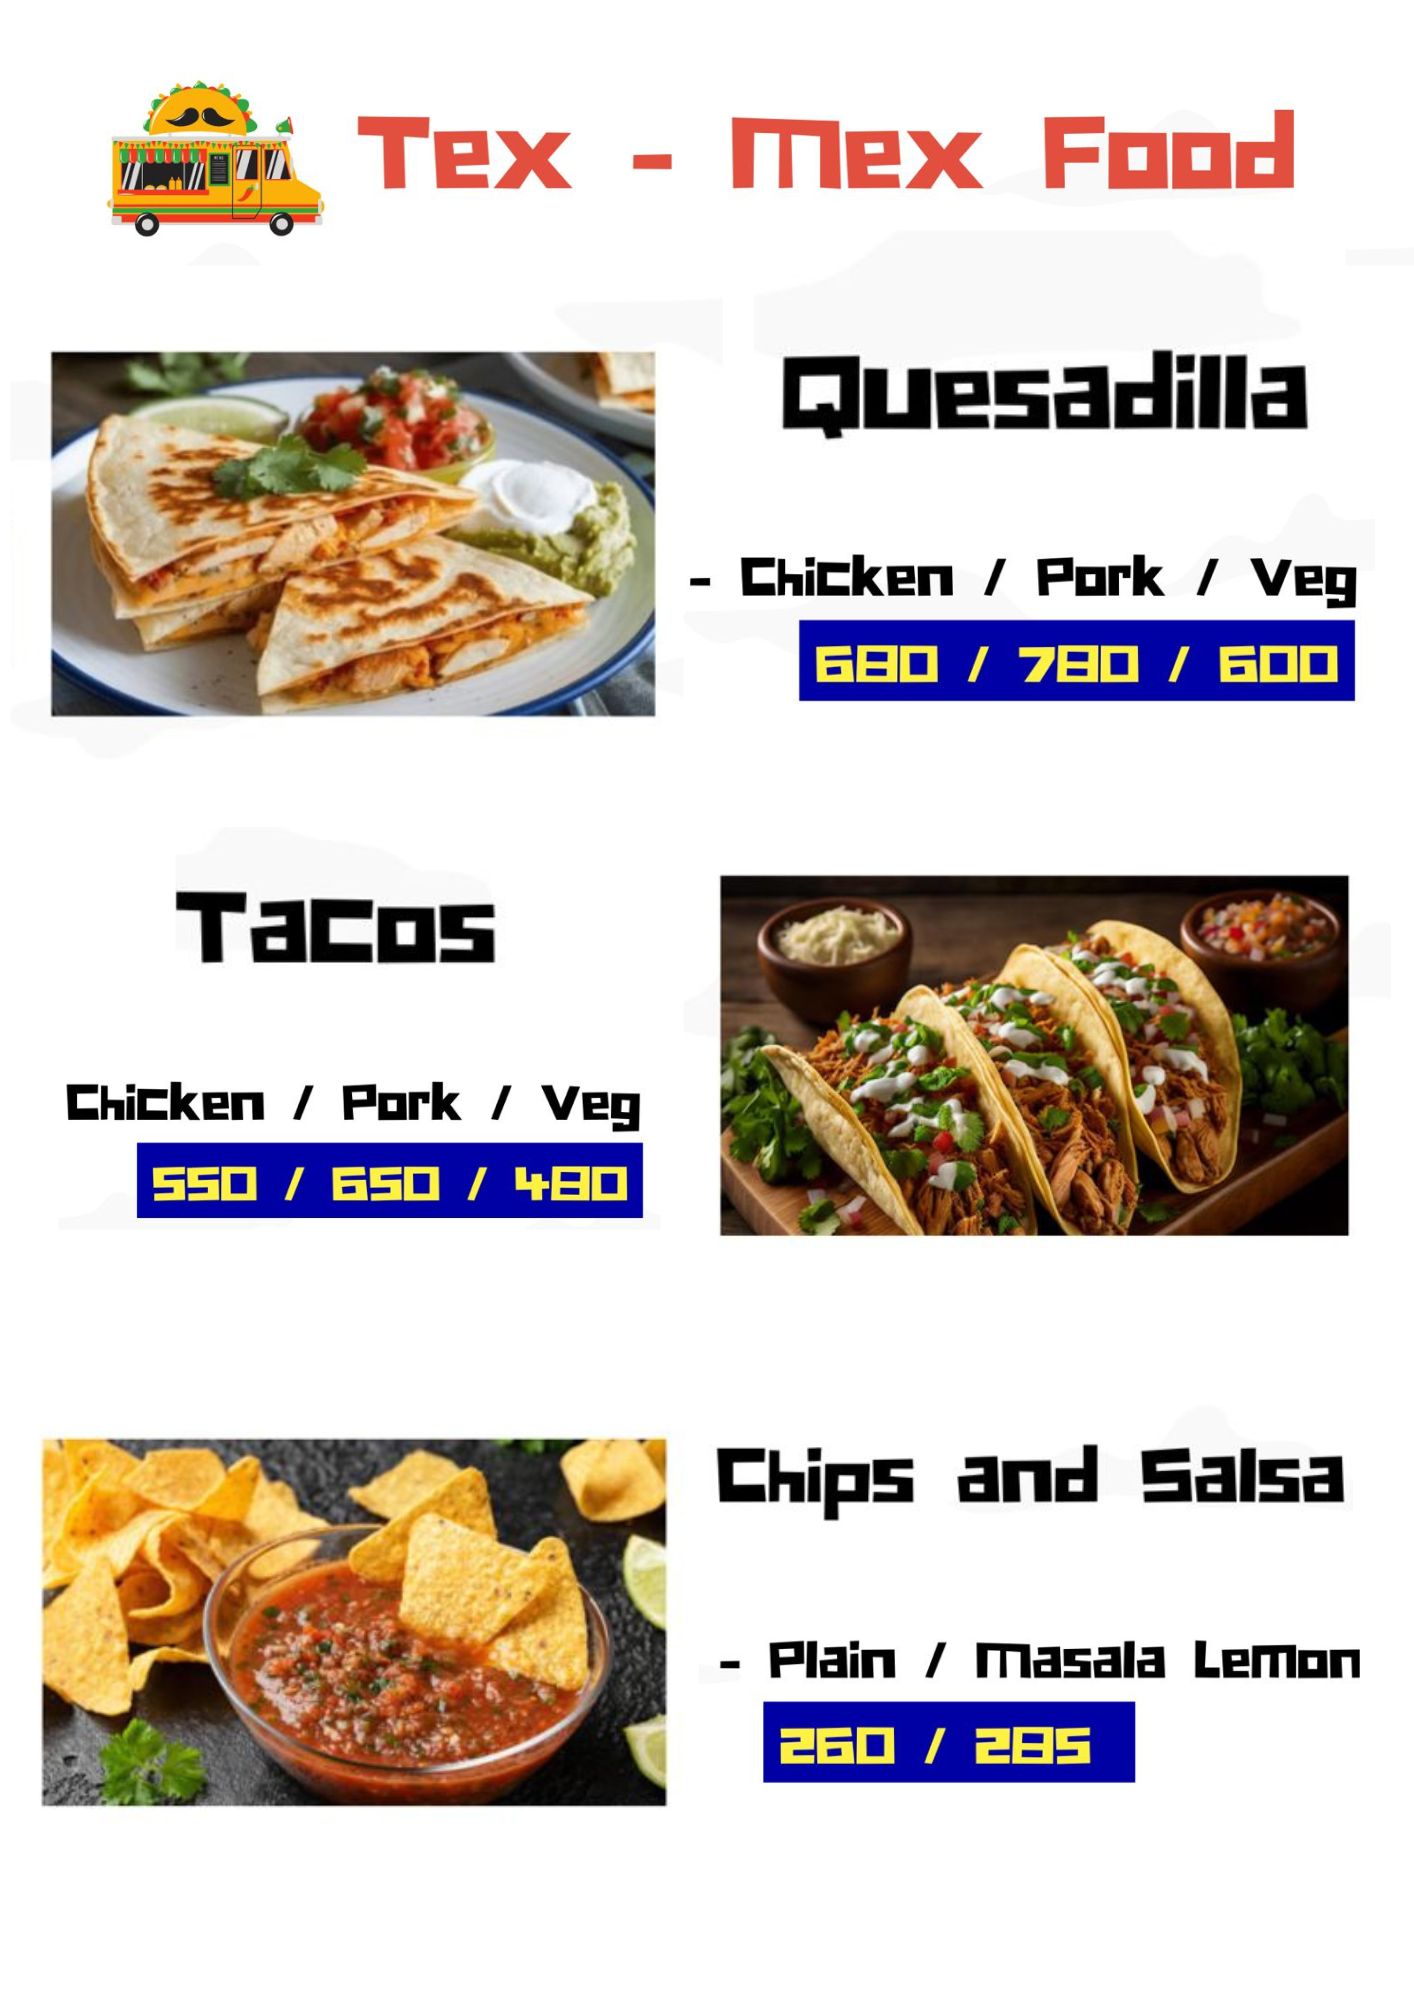 Tex - Mex Food
Quesadilla
- Chicken / Pork / Veg
680 / 780 / 600
Tacos
Chicken / Pork / Veg
550 / 650 / 480
Chips and Salsa
- Plain / Masala Lemon
260 / 285